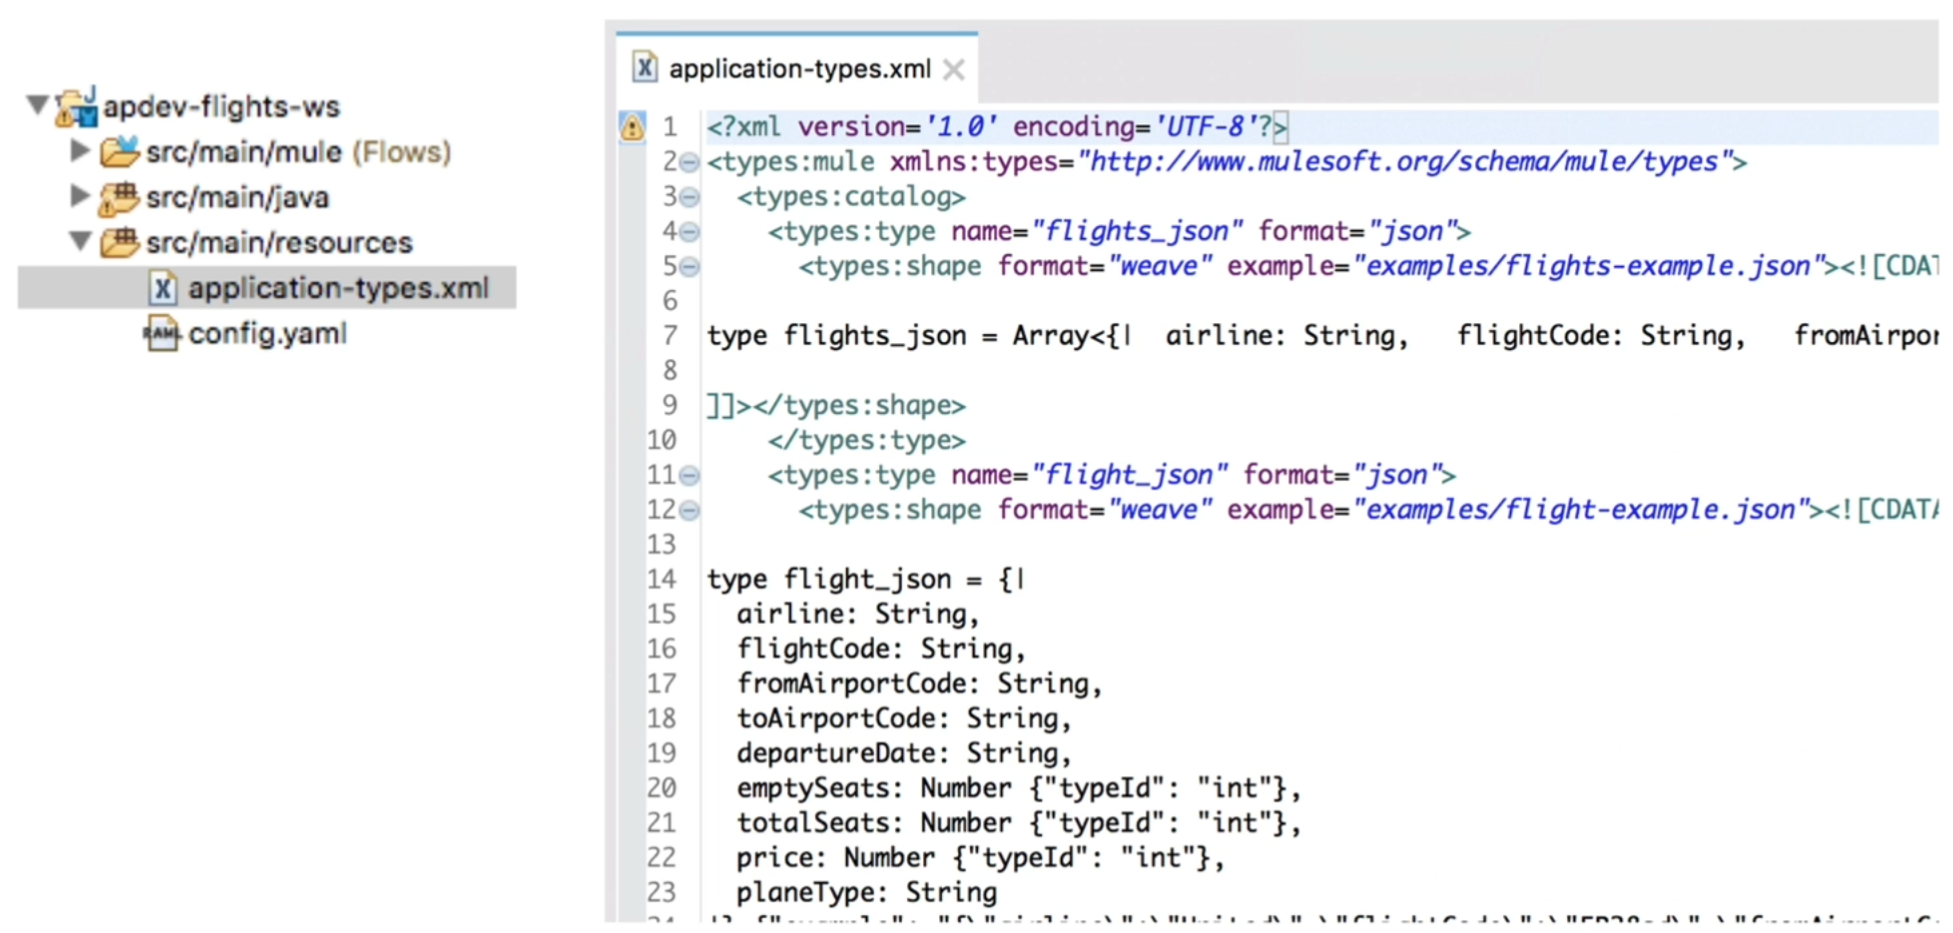 apdev-flights-ws
src/main/mule (Flows)
src/main/java
src/main/resources
application-types.xml
config.yaml
application-types.xml
1 <?xml version='1.0' encoding='UTF-8'?>
2 <types:mule xmlns:types="http://www.mulesoft.org/schema/mule/types">
3 <types:catalog>
4 <types:type name="flights_json" format="json">
5 <types:shape format="weave" example="examples/flights-example.json"><![CDAT
6
7 type flights_json = Array<{| airline: String, flightCode: String, fromAirpor
8
9 ]]></types:shape>
10 </types:type>
11 <types:type name="flight_json" format="json">
12 <types:shape format="weave" example="examples/flight-example.json"><![CDATA
13
14 type flight_json = {|
15 airline: String,
16 flightCode: String,
17 fromAirportCode: String,
18 toAirportCode: String,
19 departureDate: String,
20 emptySeats: Number {"typeId": "int"},
21 totalSeats: Number {"typeId": "int"},
22 price: Number {"typeId": "int"},
23 planeType: String